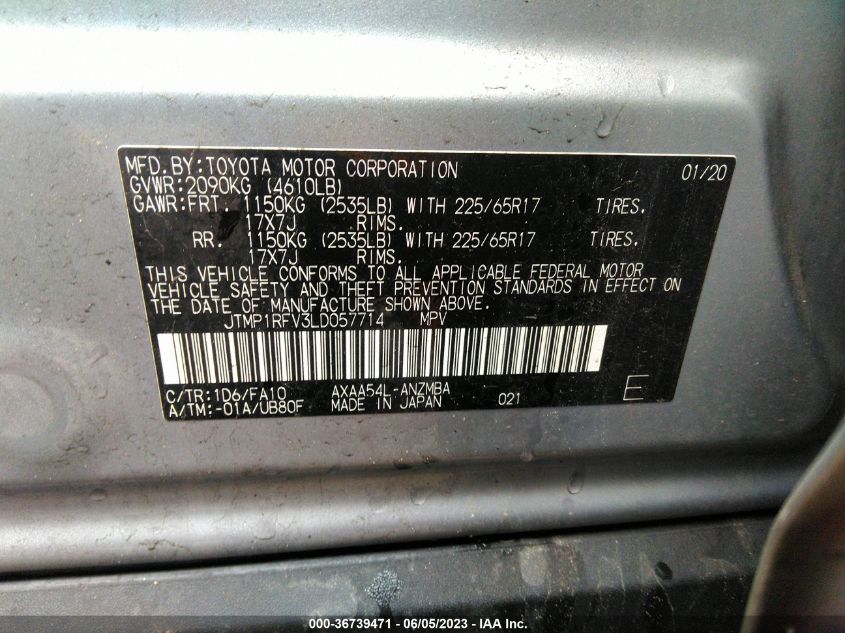 MFD.BY:TOYOTA MOTOR CORPORATION 01/20
GVWR:2090KG (4610LB)
GAWR:FRT. 1150KG (2535LB) WITH 225/65R17 TIRES.
17X7J RIMS.
RR. 1150KG (2535LB) WITH 225/65R17 TIRES.
17X7J RIMS.
THIS VEHICLE CONFORMS TO ALL APPLICABLE FEDERAL MOTOR
VEHICLE SAFETY AND THEFT PREVENTION STANDARDS IN EFFECT ON
THE DATE OF MANUFACTURE SHOWN ABOVE.
JTMP1RFV3LD057714 MPV
C/TR:1D6/FA10 AXAA54L-ANZMBA
A/TM:-01A/UB80F MADE IN JAPAN 021 E
000-36739471 - 06/05/2023 - IAA Inc.